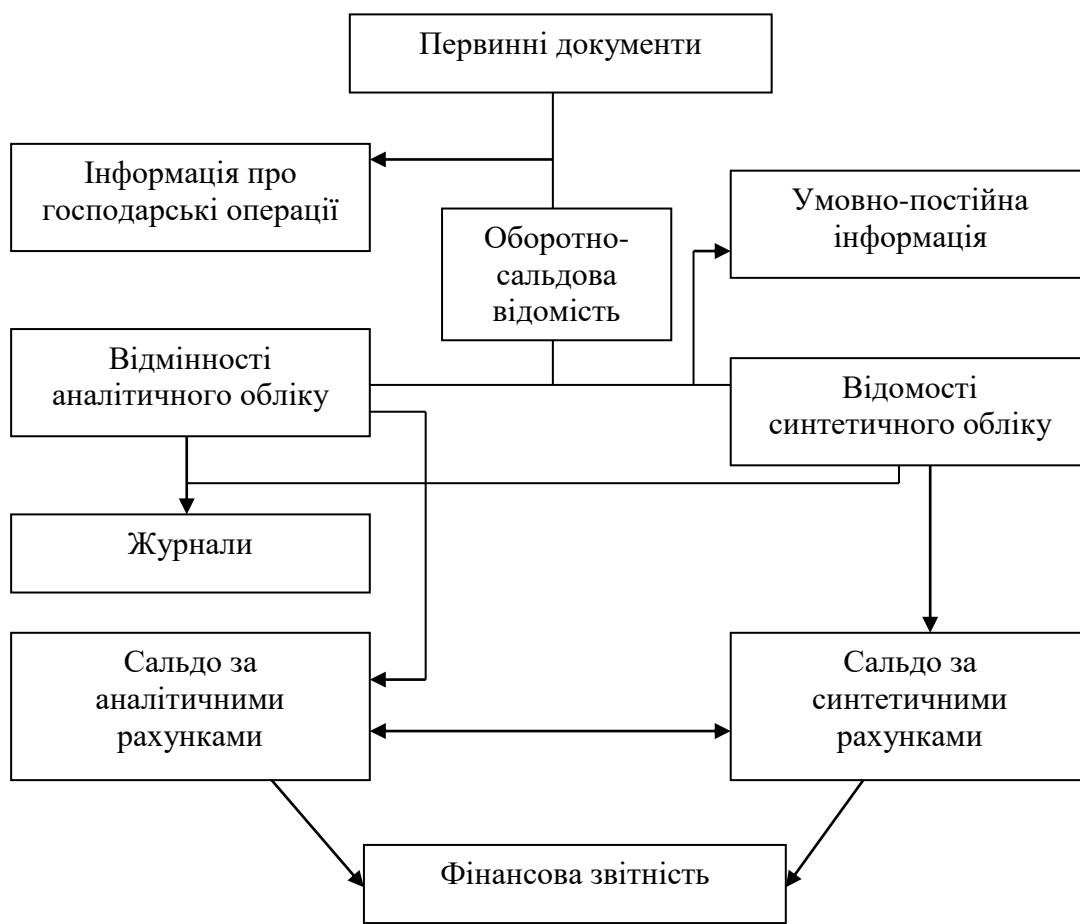 Первинні документи
Інформація про
господарські операції
Умовно-постійна
інформація
Оборотно-
сальдова
відомість
Відмінності
аналітичного обліку
Відомості
синтетичного обліку
Журнали
Сальдо за
аналітичними
рахунками
Сальдо за
синтетичними
рахунками
Фінансова звітність